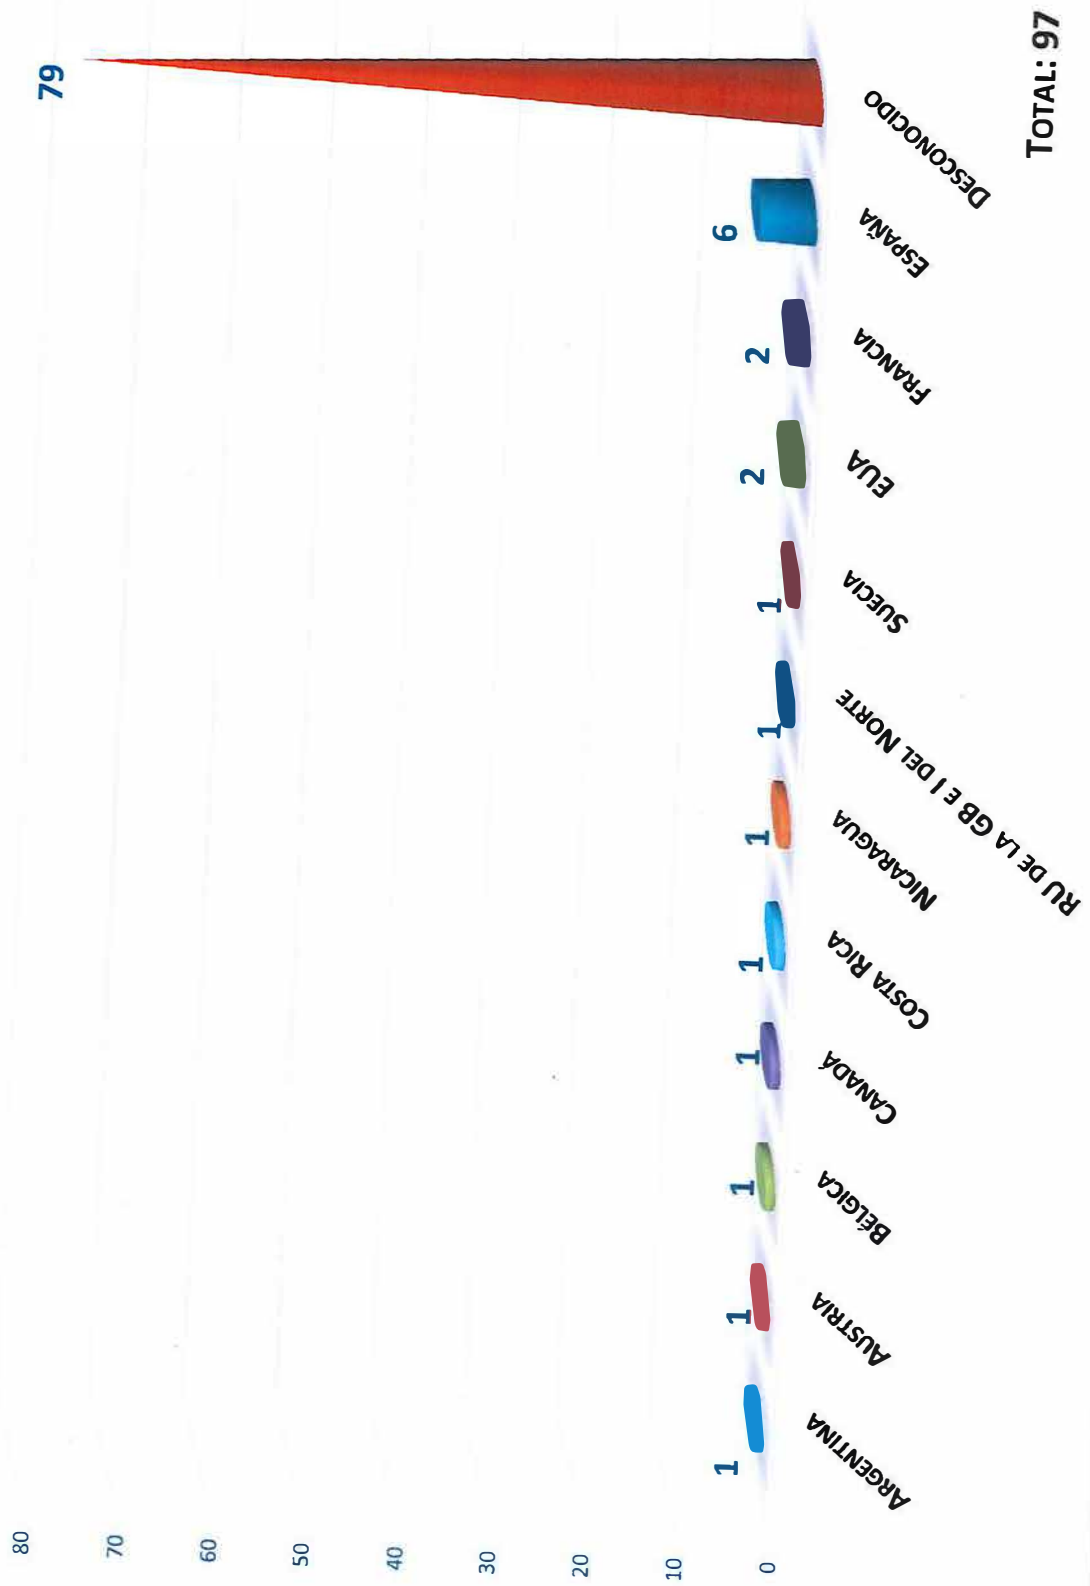 80
70
60
50
40
30
20
10
0
1
1
1
1
1
1
1
1
2
2
6
79
ARGENTINA
AUSTRIA
BÉLGICA
CANADÁ
COSTA RICA
NICARAGUA
RU DE LA GB E I DEL NORTE
SUECIA
EUA
FRANCIA
ESPAÑA
DESCONOCIDO
TOTAL: 97